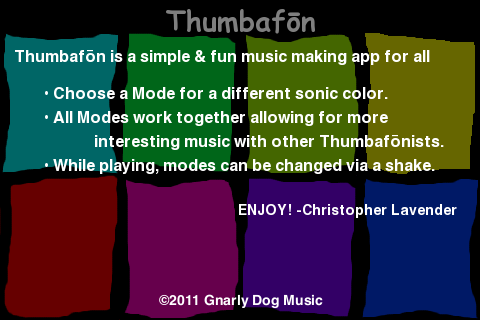 Thumbafōn
Thumbafōn is a simple & fun music making app for all
• Choose a Mode for a different sonic color.
• All Modes work together allowing for more
interesting music with other Thumbafōnists.
• While playing, modes can be changed via a shake.
ENJOY! -Christopher Lavender
©2011 Gnarly Dog Music